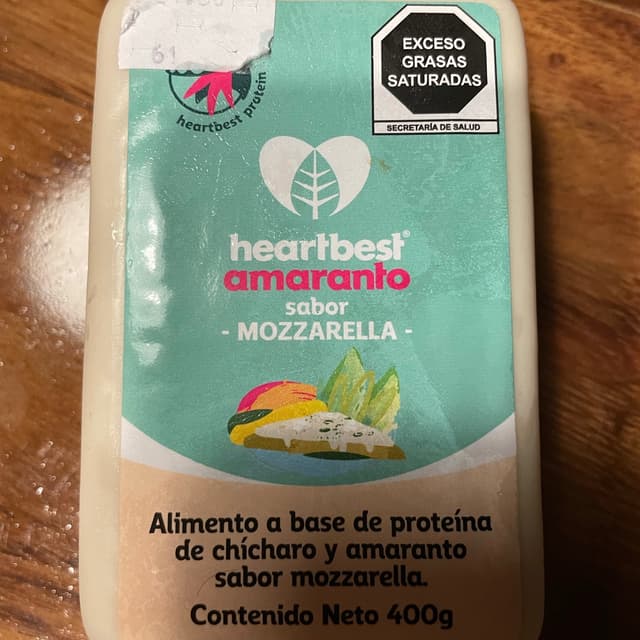 61
EXCESO
GRASAS
SATURADAS
SECRETARÍA DE SALUD
heartbest protein
heartbest®
amaranto
sabor
- MOZZARELLA -
Alimento a base de proteína
de chícharo y amaranto
sabor mozzarella.
Contenido Neto 400g